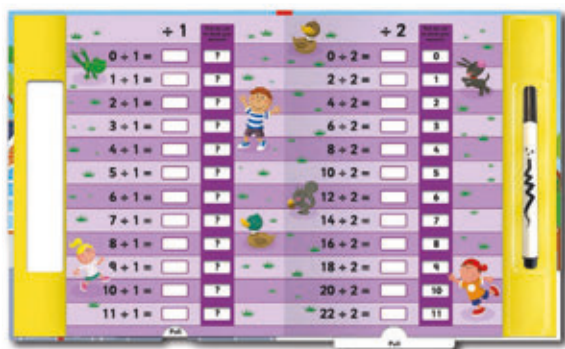 ÷ 1
0 ÷ 1 = ?
1 ÷ 1 = ?
2 ÷ 1 = ?
3 ÷ 1 = ?
4 ÷ 1 = ?
5 ÷ 1 = ?
6 ÷ 1 = ?
7 ÷ 1 = ?
8 ÷ 1 = ?
9 ÷ 1 = ?
10 ÷ 1 = ?
11 ÷ 1 = ?
Pull
÷ 2
0 ÷ 2 = 0
2 ÷ 2 = 1
4 ÷ 2 = 2
6 ÷ 2 = 3
8 ÷ 2 = 4
10 ÷ 2 = 5
12 ÷ 2 = 6
14 ÷ 2 = 7
16 ÷ 2 = 8
18 ÷ 2 = 9
20 ÷ 2 = 10
22 ÷ 2 = 11
Pull